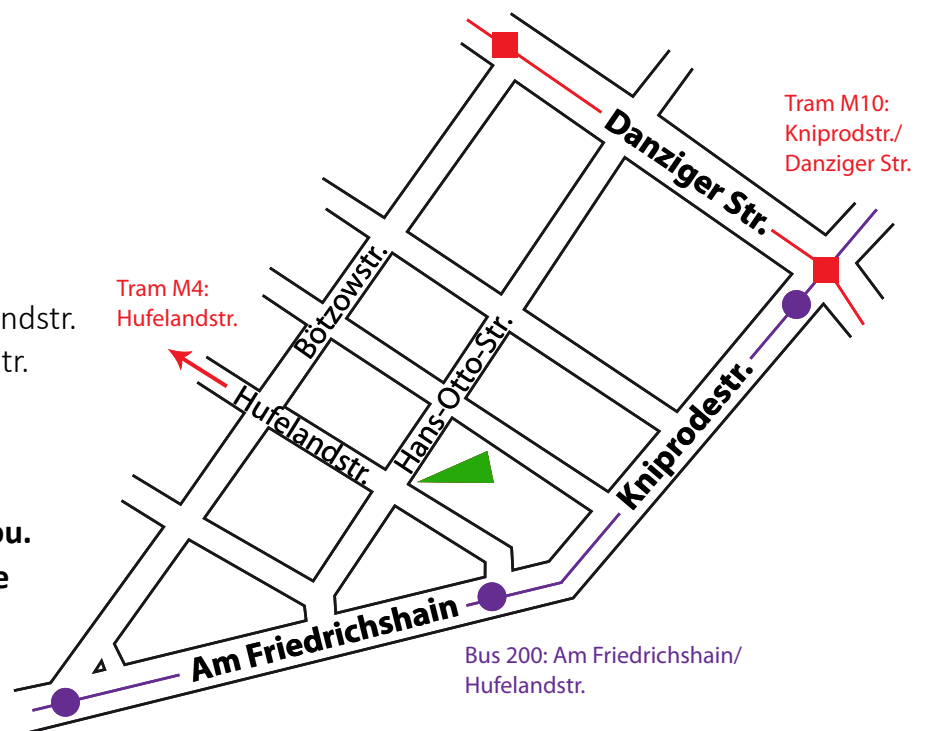 Tram M10:
Kniprodstr./
Danziger Str.
Danziger Str.
Tram M4:
Hufelandstr.
ndstr.
tr.
Bötzowstr.
Hans-Otto-Str.
Hufelandstr.
Kniprodestr.
ou.
e
Am Friedrichshain
Bus 200: Am Friedrichshain/
Hufelandstr.